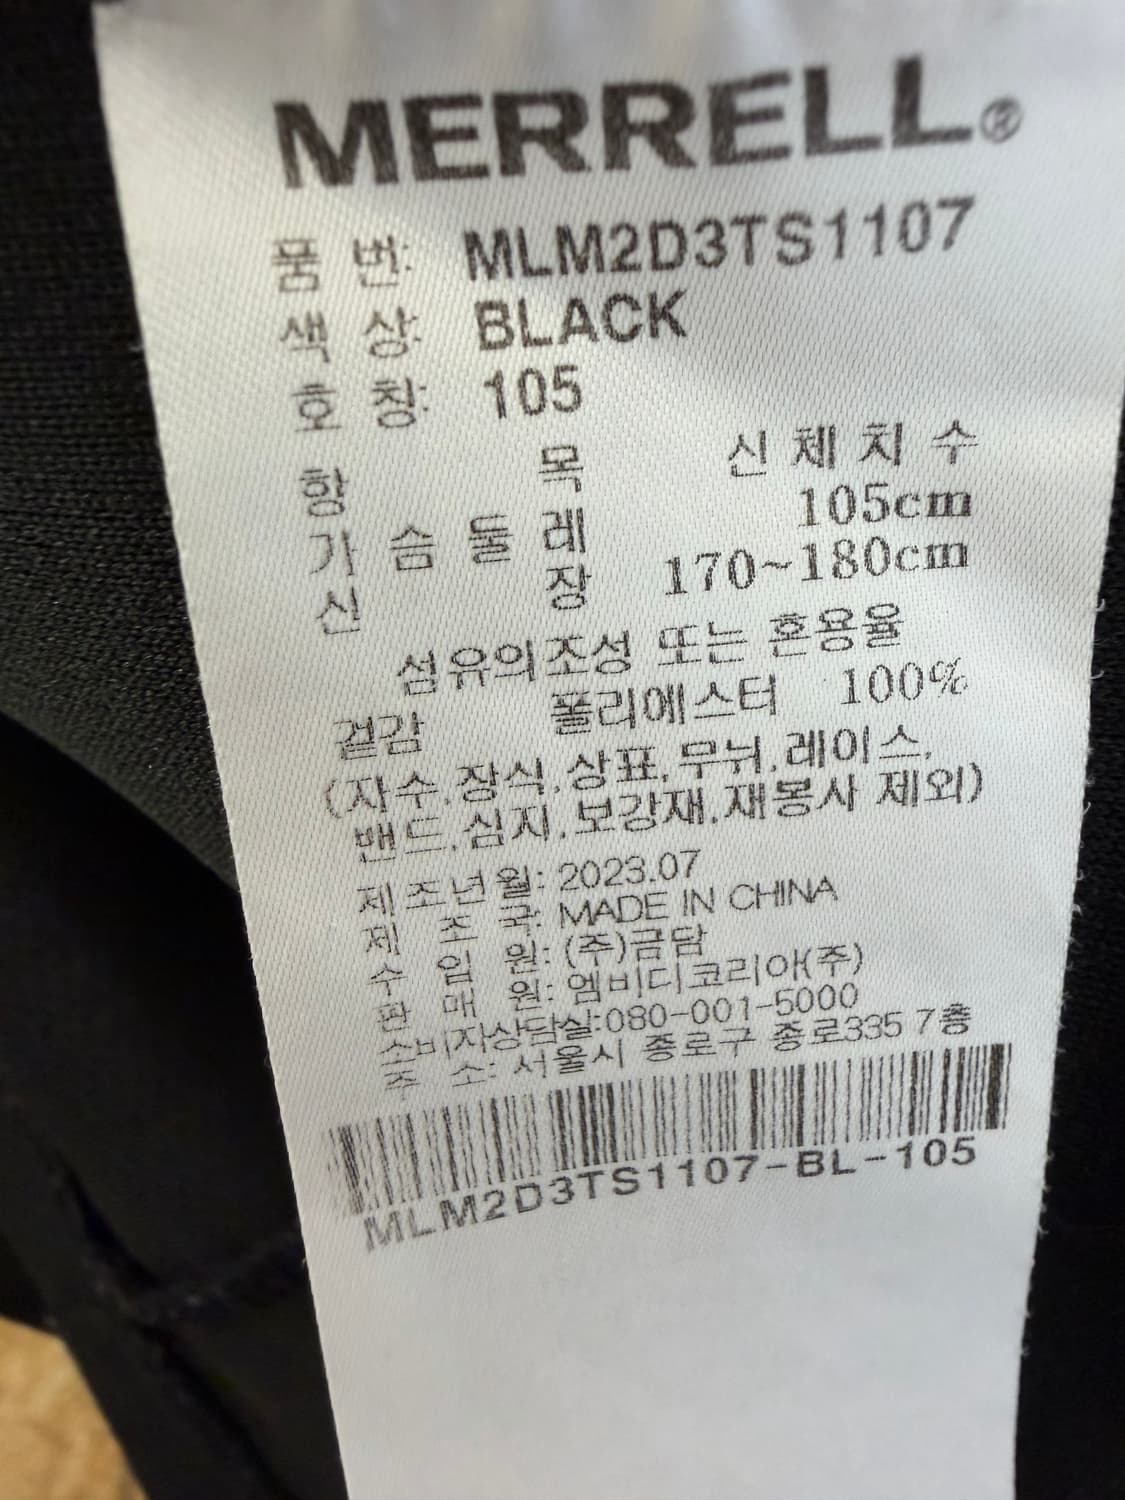 MERRELL®
품 번: MLM2D3TS1107
색 상: BLACK
호 칭: 105
항 목 신 체 치 수
가 슴 둘 레 105cm
신 장 170~180cm
섬유의조성 또는 혼용율
겉감 폴리에스터 100%
(자수,장식,상표,무늬,레이스,
밴드,심지,보강재,재봉사 제외)
제 조 년 월: 2023.07
제 조 국: MADE IN CHINA
수 입 원: (주)금담
판 매 원: 엠비디코리아(주)
소비자상담실:080-001-5000
주 소: 서울시 종로구 종로335 7층
MLM2D3TS1107-BL-105